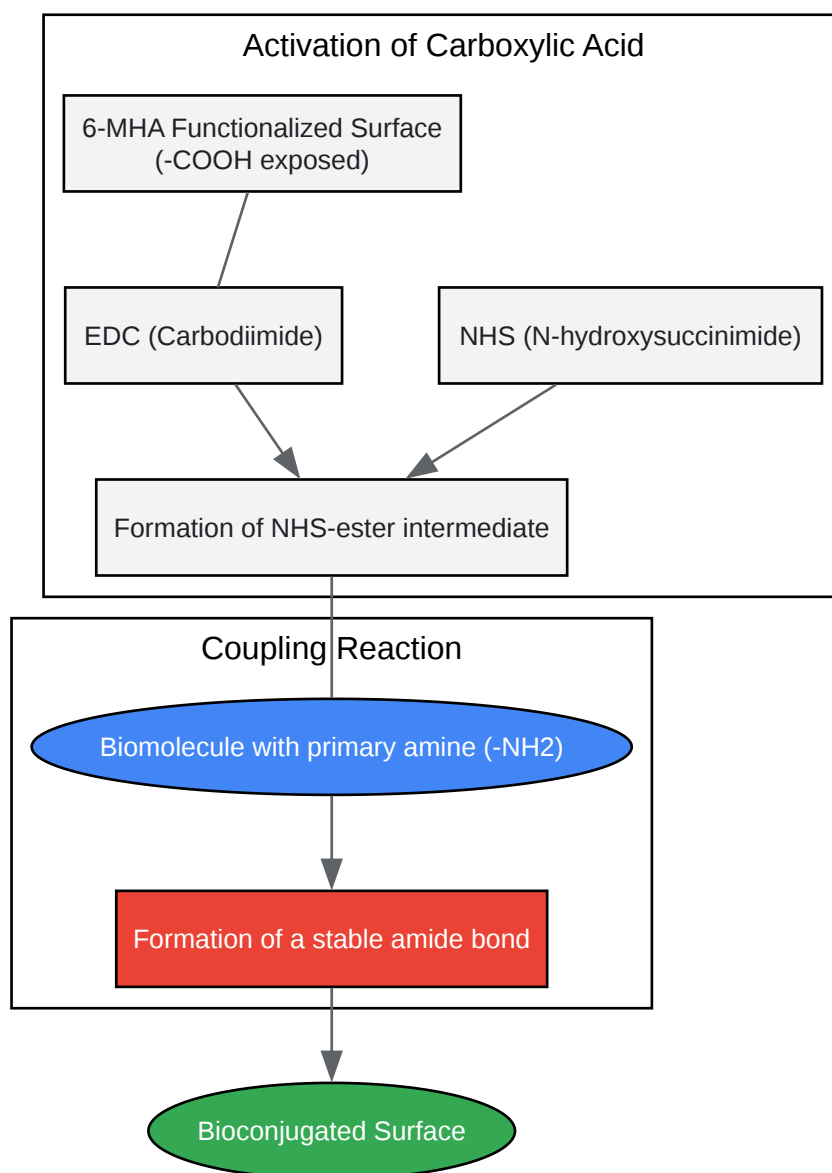 Activation of Carboxylic Acid
6-MHA Functionalized Surface
(-COOH exposed)
EDC (Carbodiimide)
NHS (N-hydroxysuccinimide)
Formation of NHS-ester intermediate
Coupling Reaction
Biomolecule with primary amine (-NH2)
Formation of a stable amide bond
Bioconjugated Surface